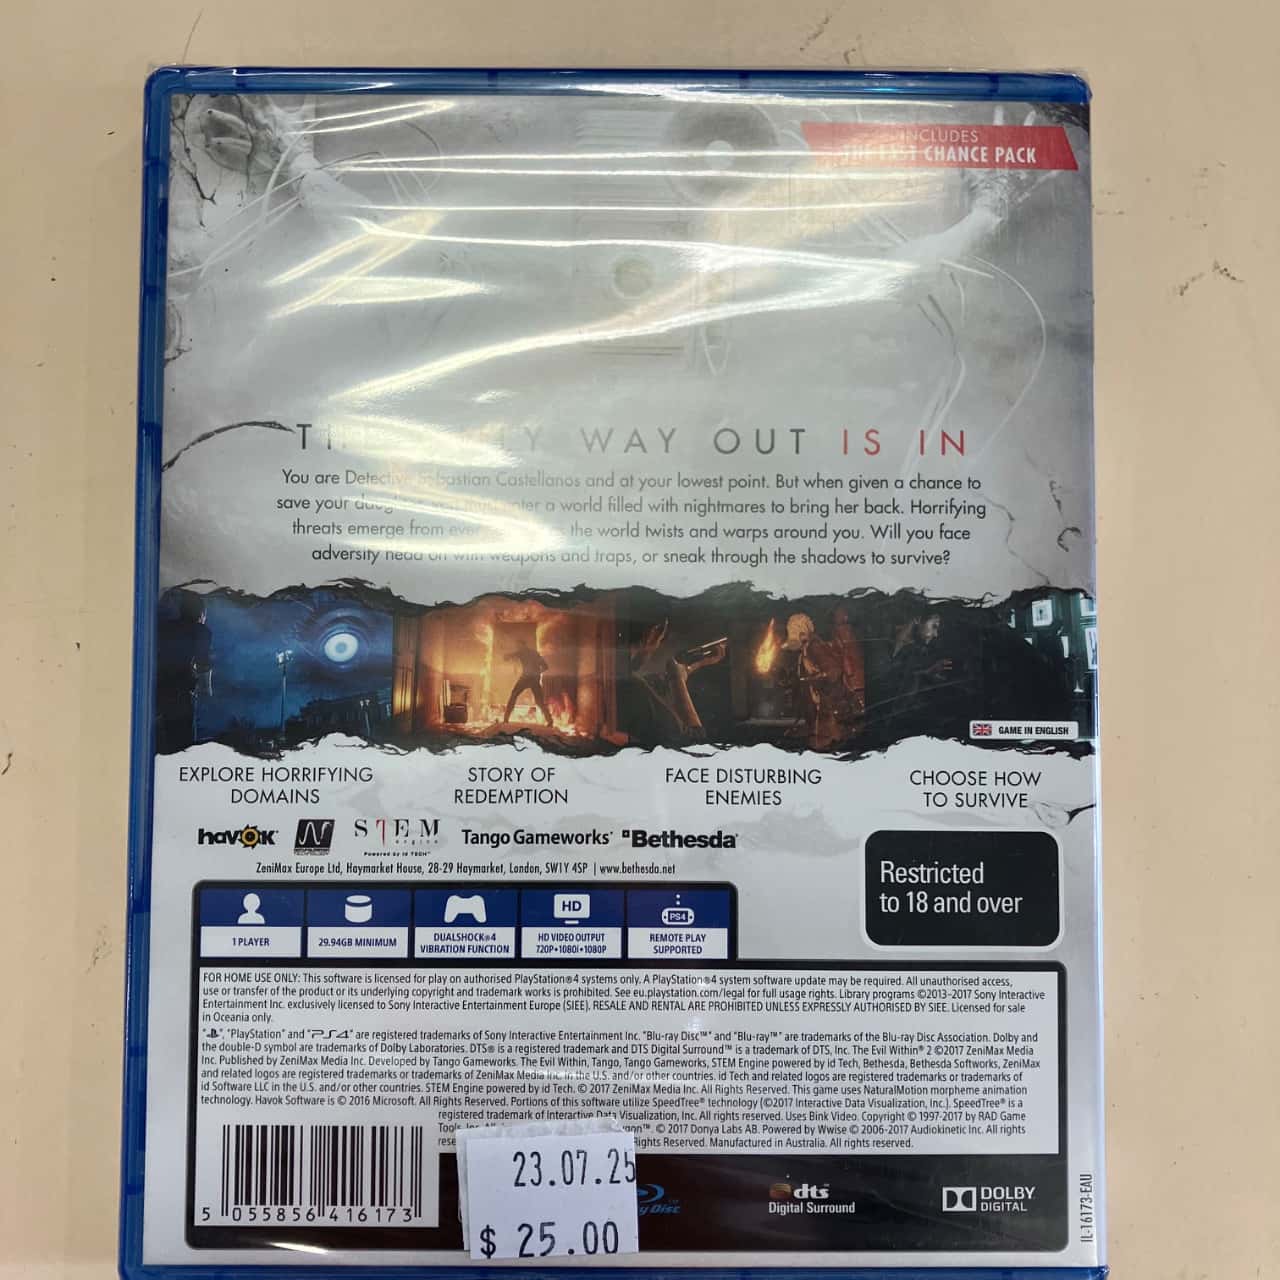 INCLUDES
THE LAST CHANCE PACK
WAY OUT IS IN
You are Detective Sebastian Castellanos and at your lowest point. But when given a chance to
save your must enter a world filled with nightmares to bring her back. Horrifying
threats emerge from the world twists and warps around you. Will you face
adversity head on with weapons and traps, or sneak through the shadows to survive?
GAME IN ENGLISH
EXPLORE HORRIFYING
DOMAINS
STORY OF
REDEMPTION
FACE DISTURBING
ENEMIES
CHOOSE HOW
TO SURVIVE
havok
STEM
engine
Powered by id TECH
Tango Gameworks
Bethesda
ZeniMax Europe Ltd, Haymarket House, 28-29 Haymarket, London, SW1Y 4SP | www.bethesda.net
Restricted
to 18 and over
HD
PS4
1 PLAYER
29.94GB MINIMUM
DUALSHOCK®4
VIBRATION FUNCTION
HD VIDEO OUTPUT
720P•1080i•1080P
REMOTE PLAY
SUPPORTED
FOR HOME USE ONLY: This software is licensed for play on authorised PlayStation®4 systems only. A PlayStation®4 system software update may be required. All unauthorised access,
use or transfer of the product or its underlying copyright and trademark works is prohibited. See eu.playstation.com/legal for full usage rights. Library programs ©2013-2017 Sony Interactive
Entertainment Inc. exclusively licensed to Sony Interactive Entertainment Europe (SIEE). RESALE AND RENTAL ARE PROHIBITED UNLESS EXPRESSLY AUTHORISED BY SIEE. Licensed for sale
in Oceania only.
"PlayStation" and "PS4" are registered trademarks of Sony Interactive Entertainment Inc. "Blu-ray Disc™" and "Blu-ray™" are trademarks of the Blu-ray Disc Association. Dolby and
the double-D symbol are trademarks of Dolby Laboratories. DTS® is a registered trademark and DTS Digital Surround™ is a trademark of DTS, Inc. The Evil Within® 2 ©2017 ZeniMax Media
Inc. Published by ZeniMax Media Inc. Developed by Tango Gameworks. The Evil Within, Tango, Tango Gameworks, STEM Engine powered by id Tech, Bethesda, Bethesda Softworks, ZeniMax
and related logos are registered trademarks or trademarks of ZeniMax Media Inc. in the U.S. and/or other countries. id Tech and related logos are registered trademarks or trademarks of
id Software LLC in the U.S. and/or other countries. STEM Engine powered by id Tech. © 2017 ZeniMax Media Inc. All Rights Reserved. This game uses NaturalMotion morpheme animation
technology. Havok Software is © 2016 Microsoft. All Rights Reserved. Portions of this software utilize SpeedTree® technology (©2017 Interactive Data Visualization, Inc.). SpeedTree® is a
registered trademark of Interactive Data Visualization, Inc. All rights reserved. Uses Bink Video. Copyright © 1997-2017 by RAD Game
Tools, Inc. © 2017 Donya Labs AB. Powered by Wwise © 2006-2017 Audiokinetic Inc. All rights
Rights Reserved. Manufactured in Australia. All rights reserved.
5 055856 416173
23.07.25
$ 25.00
Disc
dts
Digital Surround
DOLBY
DIGITAL
IL-16173-EAU